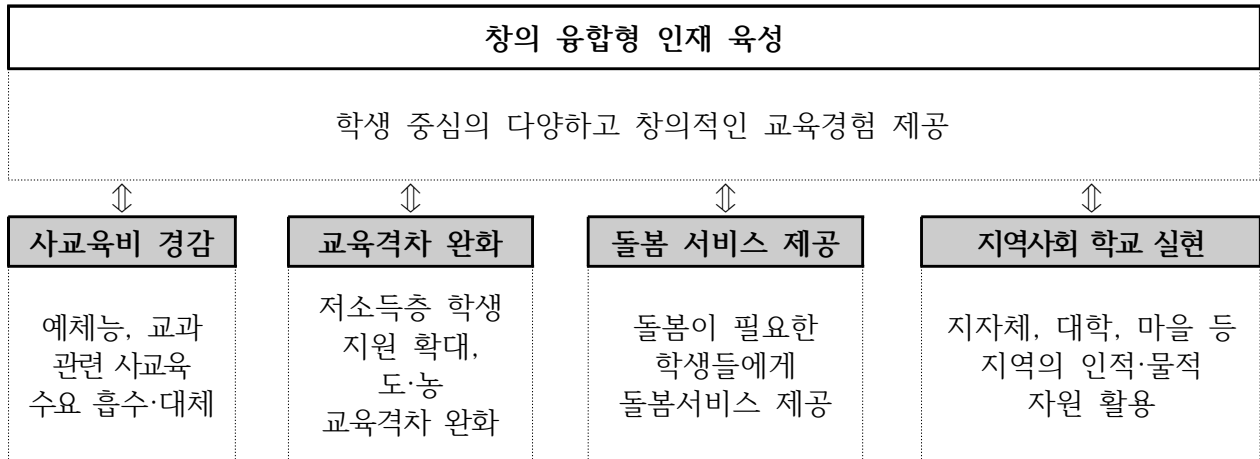 창의 융합형 인재 육성
학생 중심의 다양하고 창의적인 교육경험 제공
⇕ ⇕ ⇕ ⇕
사교육비 경감
예체능, 교과
관련 사교육
수요 흡수·대체
교육격차 완화
저소득층 학생
지원 확대,
도·농
교육격차 완화
돌봄 서비스 제공
돌봄이 필요한
학생들에게
돌봄서비스 제공
지역사회 학교 실현
지자체, 대학, 마을 등
지역의 인적·물적
자원 활용